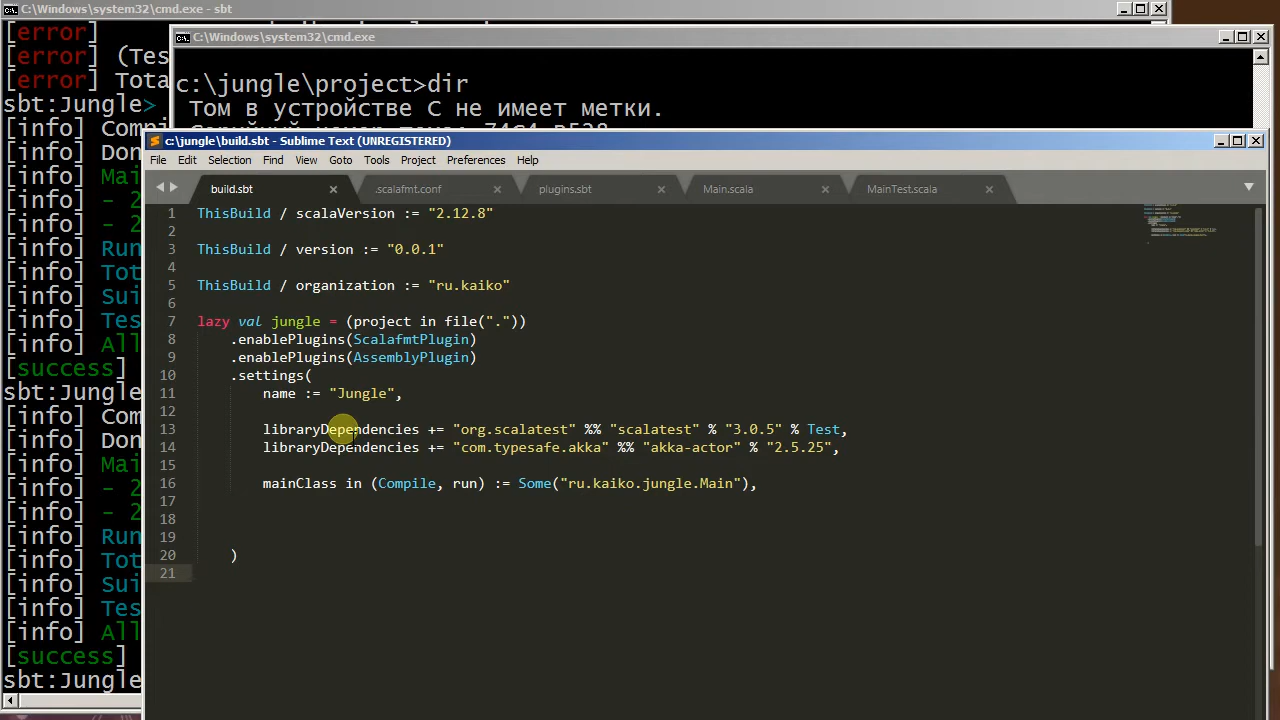 C:\Windows\system32\cmd.exe - sbt
[error]
[error] (Tes
[error] Tota
sbt:Jungle>
[info] Compi
[info] Don
[info] Mai
[info] - 2
[info] - 2
[info] Run
[info] Tot
[info] Sui
[info] Tes
[info] All
[success]
sbt:Jungle
[info] Com
[info] Don
[info] Mai
[info] - 2
[info] - 2
[info] Run
[info] Tot
[info] Sui
[info] Tes
[info] All
[success]
sbt:Jungle
C:\Windows\system32\cmd.exe
c:\jungle\project>dir
Том в устройстве C не имеет метки.
c:\jungle\build.sbt - Sublime Text (UNREGISTERED)
File Edit Selection Find View Goto Tools Project Preferences Help
build.sbt .scalafmt.conf plugins.sbt Main.scala MainTest.scala
1 ThisBuild / scalaVersion := "2.12.8"
2
3 ThisBuild / version := "0.0.1"
4
5 ThisBuild / organization := "ru.kaiko"
6
7 lazy val jungle = (project in file("."))
8 .enablePlugins(ScalafmtPlugin)
9 .enablePlugins(AssemblyPlugin)
10 .settings(
11 name := "Jungle",
12
13 libraryDependencies += "org.scalatest" %% "scalatest" % "3.0.5" % Test,
14 libraryDependencies += "com.typesafe.akka" %% "akka-actor" % "2.5.25",
15
16 mainClass in (Compile, run) := Some("ru.kaiko.jungle.Main"),
17
18
19
20 )
21